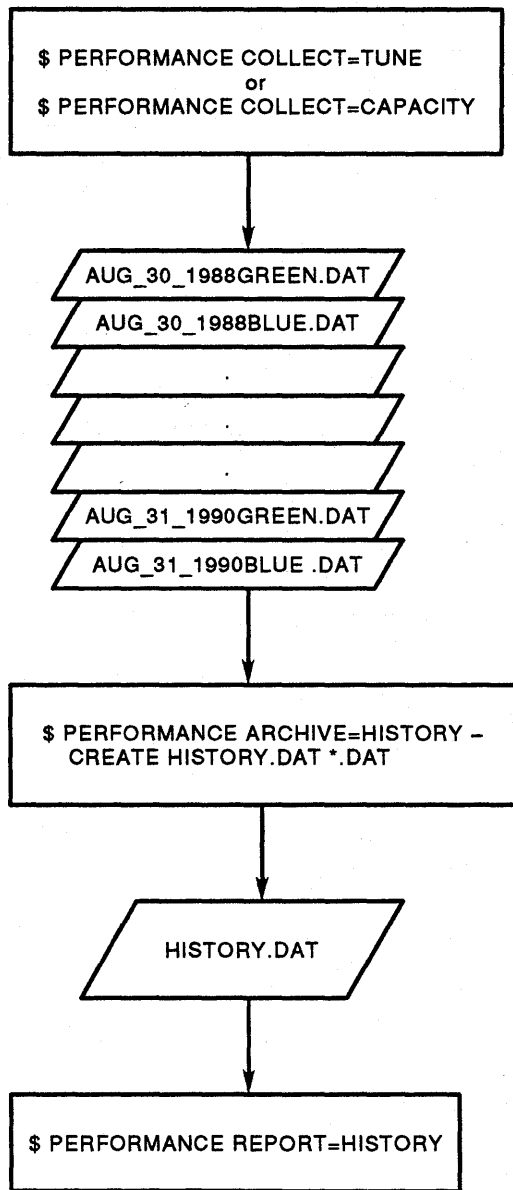 $ PERFORMANCE COLLECT=TUNE
or
$ PERFORMANCE COLLECT=CAPACITY
AUG_30_1988GREEN.DAT
AUG_30_1988BLUE.DAT
.
.
.
AUG_31_1990GREEN.DAT
AUG_31_1990BLUE .DAT
$ PERFORMANCE ARCHIVE=HISTORY –
CREATE HISTORY.DAT *.DAT
HISTORY.DAT
$ PERFORMANCE REPORT=HISTORY